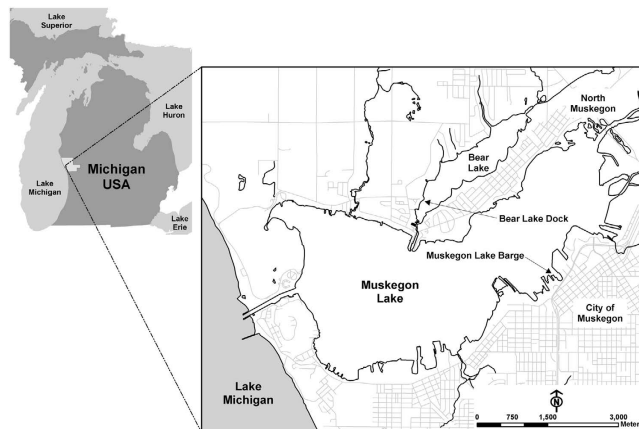 Lake
Superior
Lake
Huron
Michigan
USA
Lake
Michigan
Lake
Erie
North
Muskegon
Bear
Lake
Bear Lake Dock
Muskegon Lake Barge
Muskegon
Lake
City of
Muskegon
Lake
Michigan
N
0 750 1,500 3,000
Meters